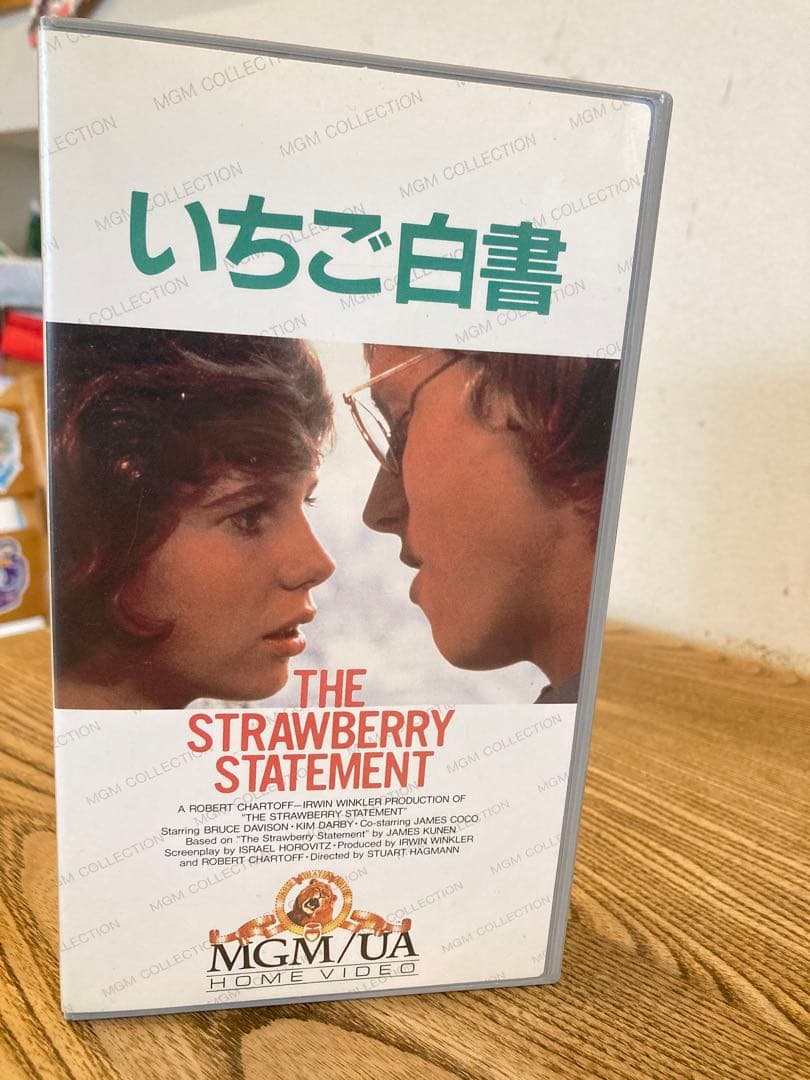 MGM COLLECTION
いちご白書
THE
STRAWBERRY
STATEMENT
A ROBERT CHARTOFF–IRWIN WINKLER PRODUCTION OF
"THE STRAWBERRY STATEMENT"
Starring BRUCE DAVISON・KIM DARBY・Co-starring JAMES COCO
Based on "The Strawberry Statement" by JAMES KUNEN
Screenplay by ISRAEL HOROVITZ・Produced by IRWIN WINKLER
and ROBERT CHARTOFF・Directed by STUART HAGMANN
MGM/UA
HOME VIDEO